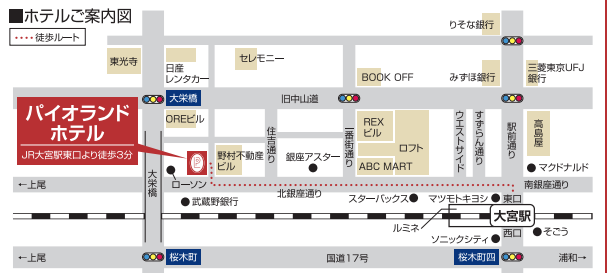 ■ホテルご案内図
徒歩ルート
りそな銀行
東光寺
日産
レンタカー
セレモニー
BOOK OFF
みずほ銀行
三菱東京UFJ
銀行
大栄橋
旧中山道
パイオランド
ホテル
JR大宮駅東口より徒歩3分
OREビル
住吉通り
一番街通り
REX
ビル
ロフト
ABC MART
ウエストサイド
すずらん通り
駅前通り
高島屋
野村不動産
ビル
銀座アスター
マクドナルド
大栄橋
←上尾
ローソン
北銀座通り
南銀座通り
武蔵野銀行
スターバックス
マツモトキヨシ
東口
大宮駅
ルミネ
西口
そごう
ソニックシティ
←上尾
桜木町
国道17号
桜木町四
浦和→